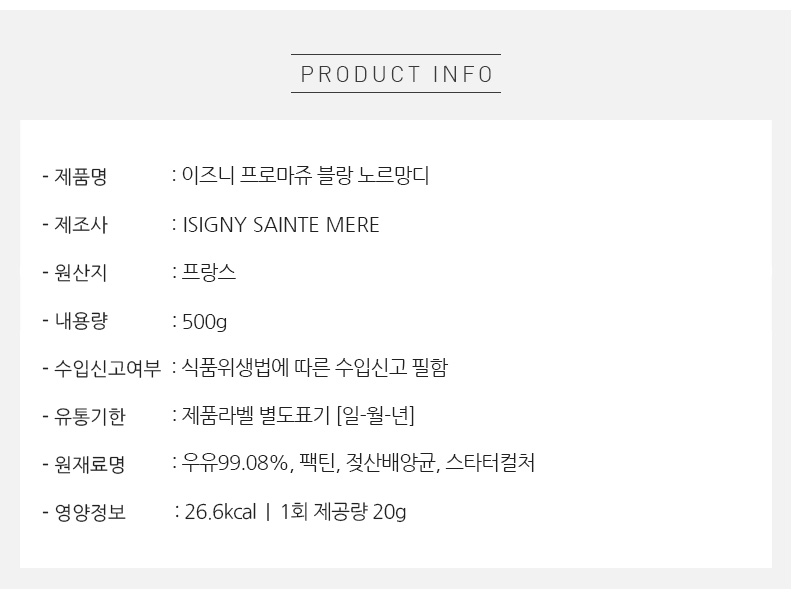 PRODUCT INFO
- 제품명 : 이즈니 프로마쥬 블랑 노르망디
- 제조사 : ISIGNY SAINTE MERE
- 원산지 : 프랑스
- 내용량 : 500g
- 수입신고여부 : 식품위생법에 따른 수입신고 필함
- 유통기한 : 제품라벨 별도표기 [일-월-년]
- 원재료명 : 우유99.08%, 팩틴, 젖산배양균, 스타터컬처
- 영양정보 : 26.6kcal | 1회 제공량 20g